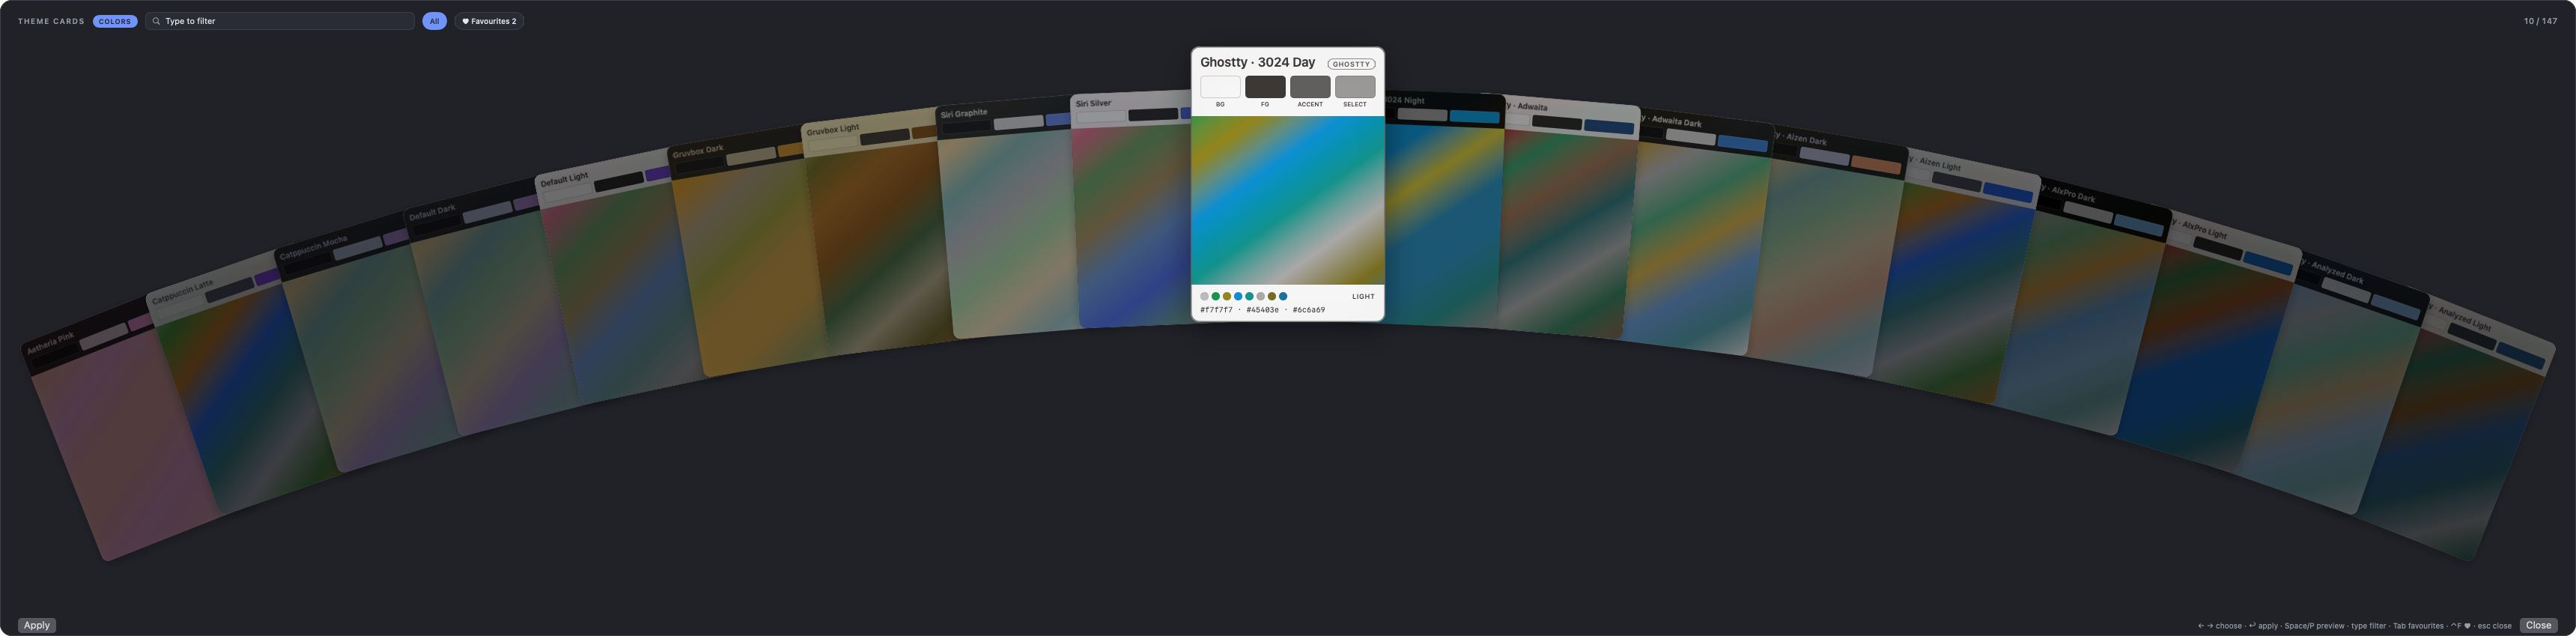 THEME CARDS COLORS Type to filter All ♥ Favourites 2 10 / 147
Ghostty · 3024 Day GHOSTTY
BG FG ACCENT SELECT
LIGHT
#f7f7f7 · #45403e · #6c6a69
Aetheria Pink
Catppuccin Latte
Catppuccin Mocha
Default Dark
Default Light
Gruvbox Dark
Gruvbox Light
Siri Graphite
Siri Silver
3024 Night
y · Adwaita
y · Adwaita Dark
y · Aizen Dark
y · Aizen Light
y · AlxPro Dark
y · AlxPro Light
y · Analyzed Dark
y · Analyzed Light
Apply ← → choose · ↵ apply · Space/P preview · type filter · Tab favourites · ^F ♥ · esc close Close